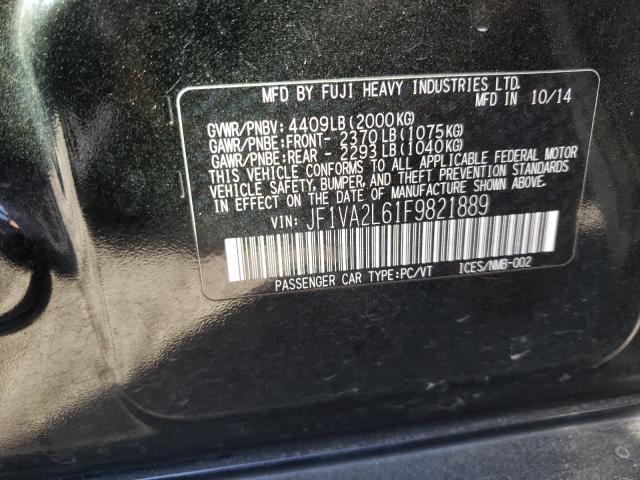 MFD BY FUJI HEAVY INDUSTRIES LTD.
MFD IN 10/14
GVWR/PNBV: 4409LB(2000KG)
GAWR/PNBE:FRONT- 2370LB(1075KG)
GAWR/PNBE:REAR - 2293LB(1040KG)
THIS VEHICLE CONFORMS TO ALL APPLICABLE FEDERAL MOTOR
VEHICLE SAFETY, BUMPER, AND THEFT PREVENTION STANDARDS
IN EFFECT ON THE DATE OF MANUFACTURE SHOWN ABOVE.
VIN: JF1VA2L61F9821889
PASSENGER CAR TYPE:PC/VT ICES/NMB-002